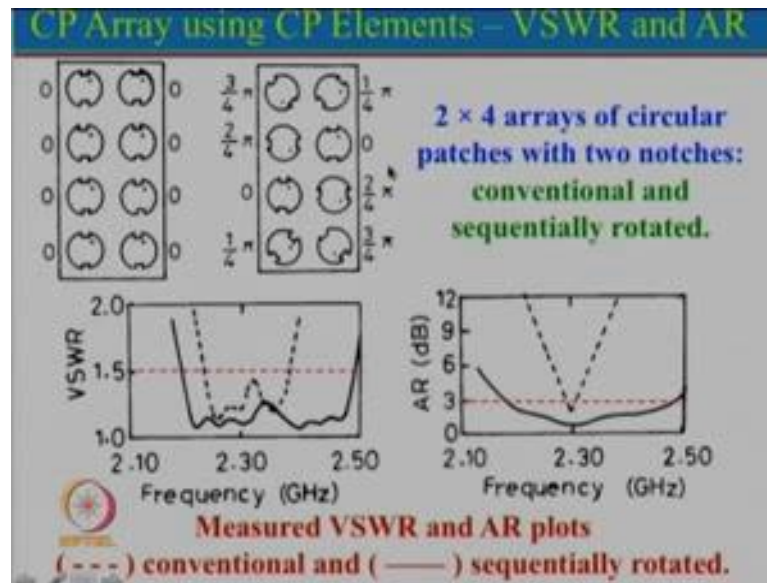 CP Array using CP Elements – VSWR and AR
0 0 3/4 π 1/4 π
0 0 2/4 π 0
0 0 0 2/4 π
0 0 1/4 π 3/4 π
2 × 4 arrays of circular
patches with two notches:
conventional and
sequentially rotated.
VSWR
2.0
1.5
1.0
2.10 2.30 2.50
Frequency (GHz)
AR (dB)
12
9
6
3
0
2.10 2.30 2.50
Frequency (GHz)
NPTEL
Measured VSWR and AR plots
( - - - ) conventional and ( —— ) sequentially rotated.